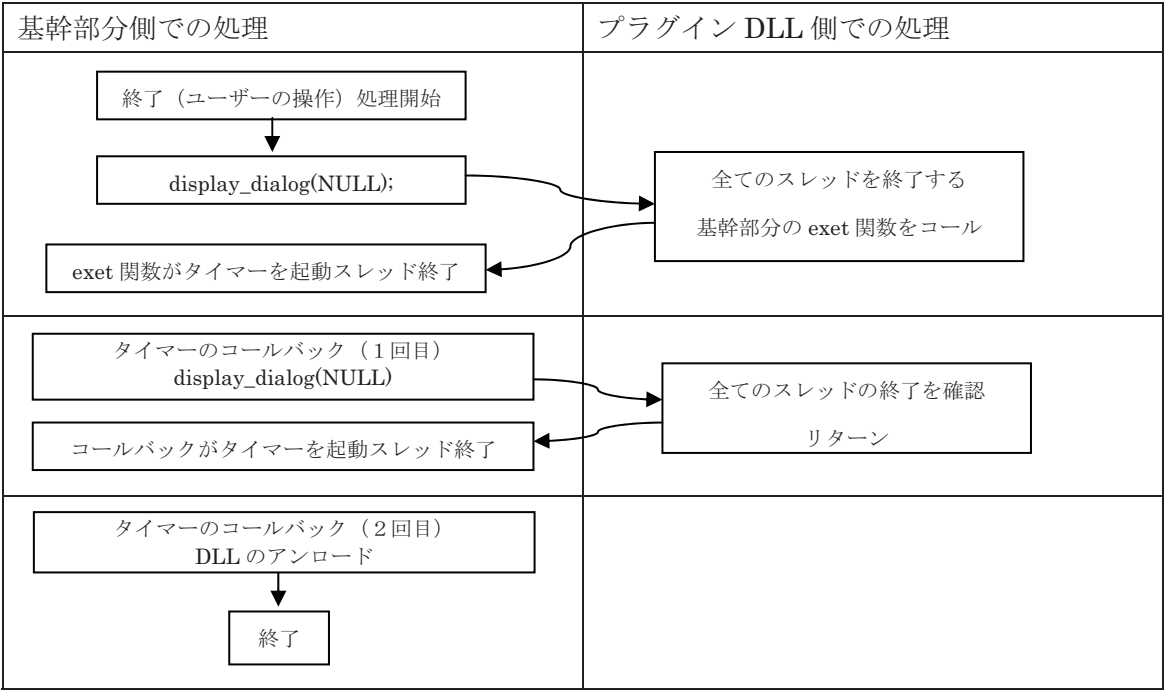 基幹部分側での処理
プラグイン DLL 側での処理
終了（ユーザーの操作）処理開始
display_dialog(NULL);
全てのスレッドを終了する
基幹部分の exet 関数をコール
exet 関数がタイマーを起動スレッド終了
タイマーのコールバック（１回目）
display_dialog(NULL)
全てのスレッドの終了を確認
リターン
コールバックがタイマーを起動スレッド終了
タイマーのコールバック（２回目）
DLL のアンロード
終了